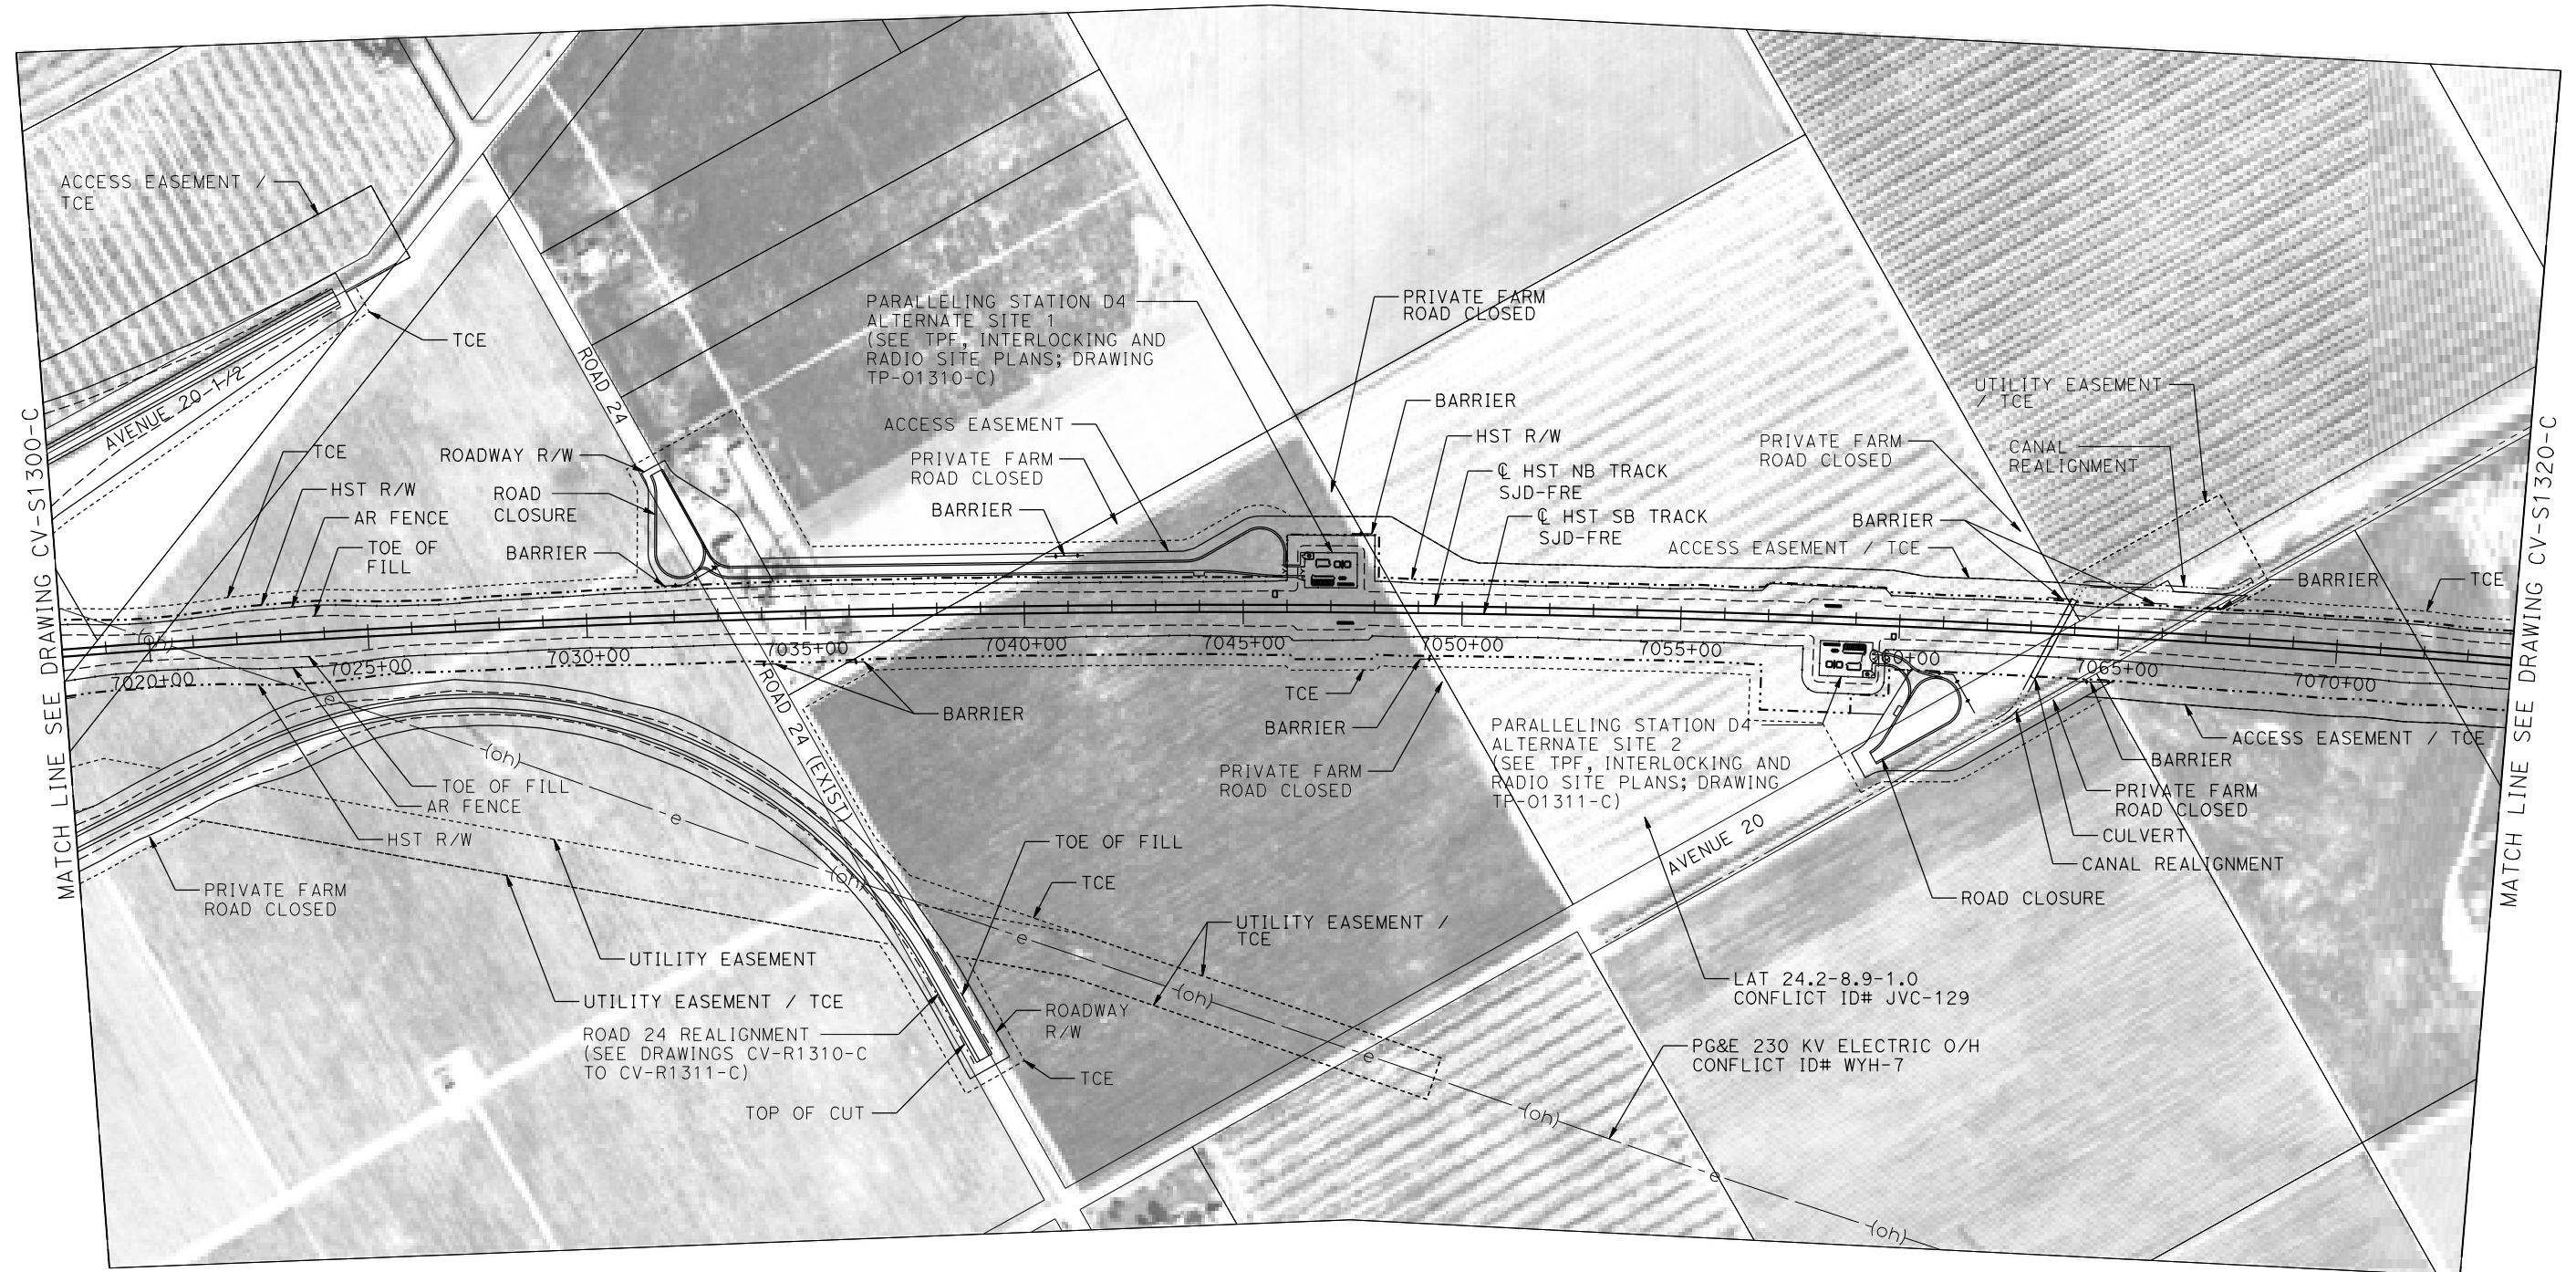 ACCESS EASEMENT /
TCE
TCE
AVENUE 20-1/2
ROAD 24
PARALLELING STATION D4
ALTERNATE SITE 1
(SEE TPF, INTERLOCKING AND
RADIO SITE PLANS; DRAWING
TP-01310-C)
PRIVATE FARM
ROAD CLOSED
ACCESS EASEMENT
PRIVATE FARM
ROAD CLOSED
BARRIER
BARRIER
HST R/W
℄ HST NB TRACK
SJD-FRE
℄ HST SB TRACK
SJD-FRE
UTILITY EASEMENT
/ TCE
PRIVATE FARM
ROAD CLOSED
CANAL
REALIGNMENT
BARRIER
ACCESS EASEMENT / TCE
BARRIER
TCE
TCE
HST R/W
AR FENCE
TOE OF
FILL
ROADWAY R/W
ROAD
CLOSURE
BARRIER
MATCH LINE SEE DRAWING CV-S1300-C
MATCH LINE SEE DRAWING CV-S1320-C
7020+00
7025+00
7030+00
7035+00
7040+00
7045+00
7050+00
7055+00
7060+00
7065+00
7070+00
(oh)
e
(oh)
e
(oh)
e
(oh)
e
(oh)
e
(oh)
ROAD 24 (EXIST)
BARRIER
TCE
BARRIER
PRIVATE FARM
ROAD CLOSED
PARALLELING STATION D4
ALTERNATE SITE 2
(SEE TPF, INTERLOCKING AND
RADIO SITE PLANS; DRAWING
TP-01311-C)
ACCESS EASEMENT / TCE
BARRIER
PRIVATE FARM
ROAD CLOSED
CULVERT
CANAL REALIGNMENT
ROAD CLOSURE
AVENUE 20
TOE OF FILL
AR FENCE
HST R/W
PRIVATE FARM
ROAD CLOSED
TOE OF FILL
TCE
UTILITY EASEMENT /
TCE
UTILITY EASEMENT
UTILITY EASEMENT / TCE
ROAD 24 REALIGNMENT
(SEE DRAWINGS CV-R1310-C
TO CV-R1311-C)
ROADWAY
R/W
TCE
TOP OF CUT
LAT 24.2-8.9-1.0
CONFLICT ID# JVC-129
PG&E 230 KV ELECTRIC O/H
CONFLICT ID# WYH-7